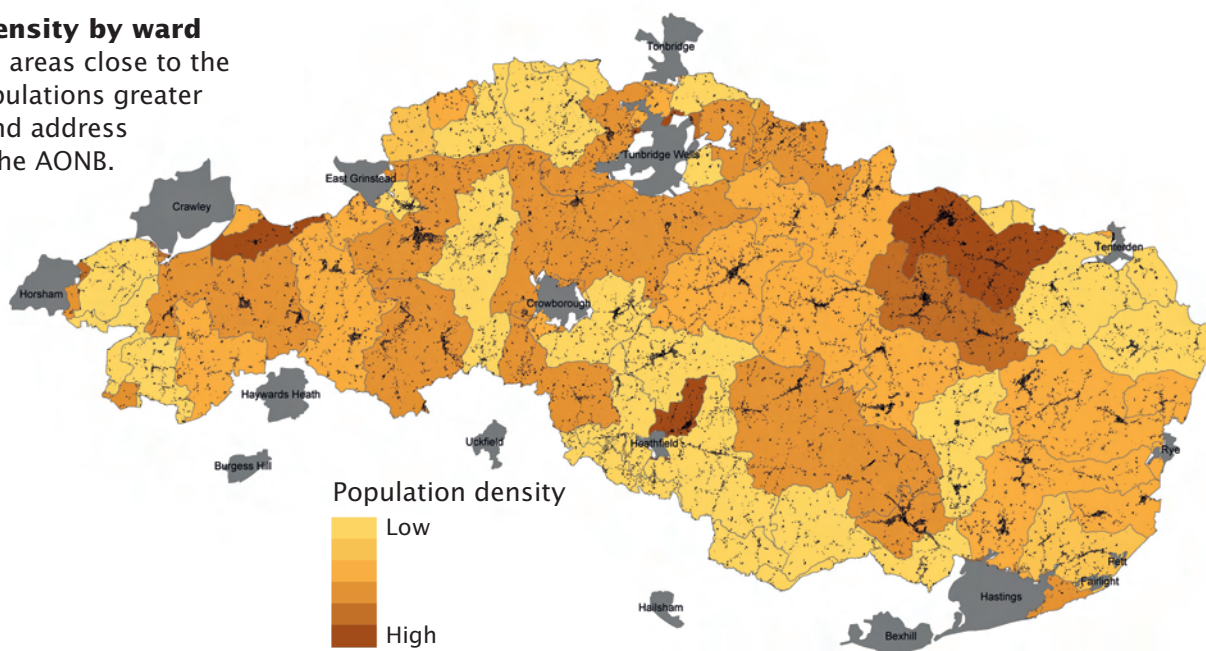 ensity by ward
areas close to the
pulations greater
nd address
he AONB.
Tonbridge
Tunbridge Wells
East Grinstead
Crawley
Horsham
Tenterden
Crowborough
Haywards Heath
Heathfield
Uckfield
Burgess Hill
Rye
Pett
Fairlight
Hastings
Hailsham
Bexhill
Population density
Low
High